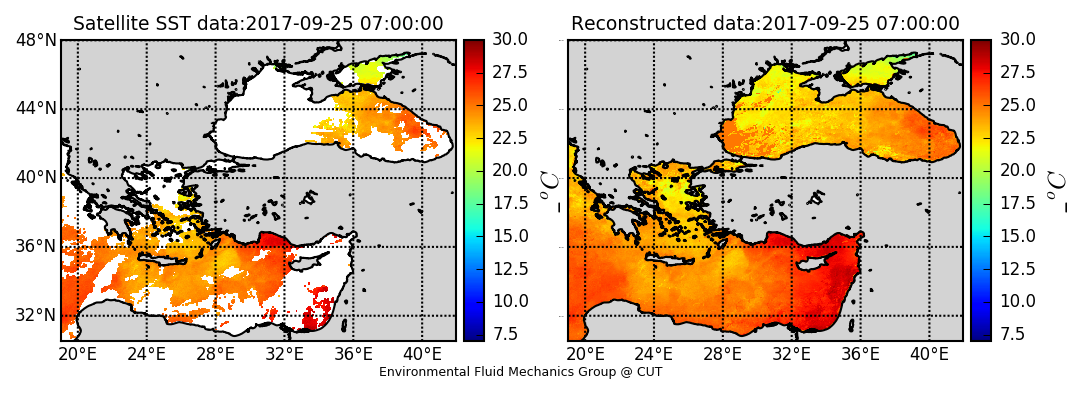 Satellite SST data:2017-09-25 07:00:00
48°N
44°N
40°N
36°N
32°N
20°E 24°E 28°E 32°E 36°E 40°E
30.0
27.5
25.0
22.5
20.0
17.5
15.0
12.5
10.0
7.5
_ °C
Reconstructed data:2017-09-25 07:00:00
20°E 24°E 28°E 32°E 36°E 40°E
30.0
27.5
25.0
22.5
20.0
17.5
15.0
12.5
10.0
7.5
_ °C
Environmental Fluid Mechanics Group @ CUT